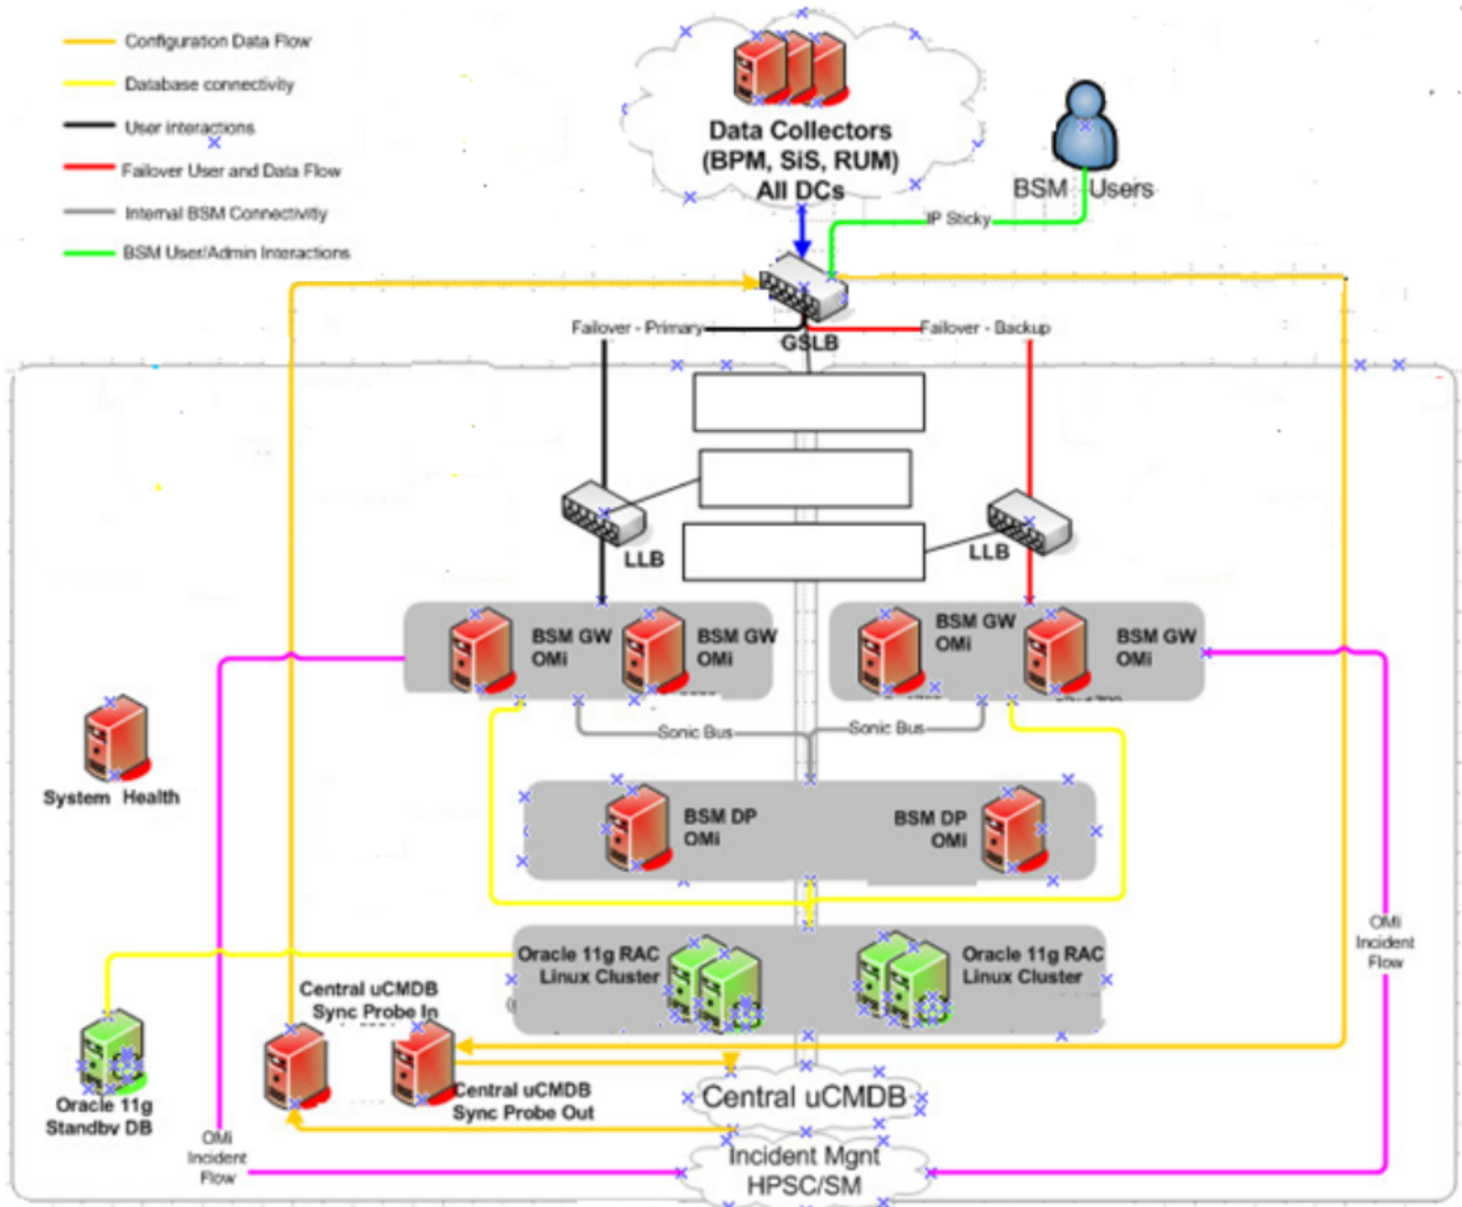 Configuration Data Flow
Database connectivity
User interactions
Failover User and Data Flow
Internal BSM Connectivity
BSM User/Admin Interactions
Data Collectors
(BPM, SiS, RUM)
All DCs
BSM Users
IP Sticky
Failover - Primary
Failover - Backup
GSLB
LLB
LLB
BSM GW
OMi
BSM GW
OMi
BSM GW
OMi
BSM GW
OMi
Sonic Bus
Sonic Bus
System Health
BSM DP
OMi
BSM DP
OMi
Oracle 11g RAC
Linux Cluster
Oracle 11g RAC
Linux Cluster
OMi
Incident
Flow
Central uCMDB
Sync Probe In
Central uCMDB
Sync Probe Out
Oracle 11g
Standby DB
Central uCMDB
OMi
Incident
Flow
Incident Mgnt
HPSC/SM